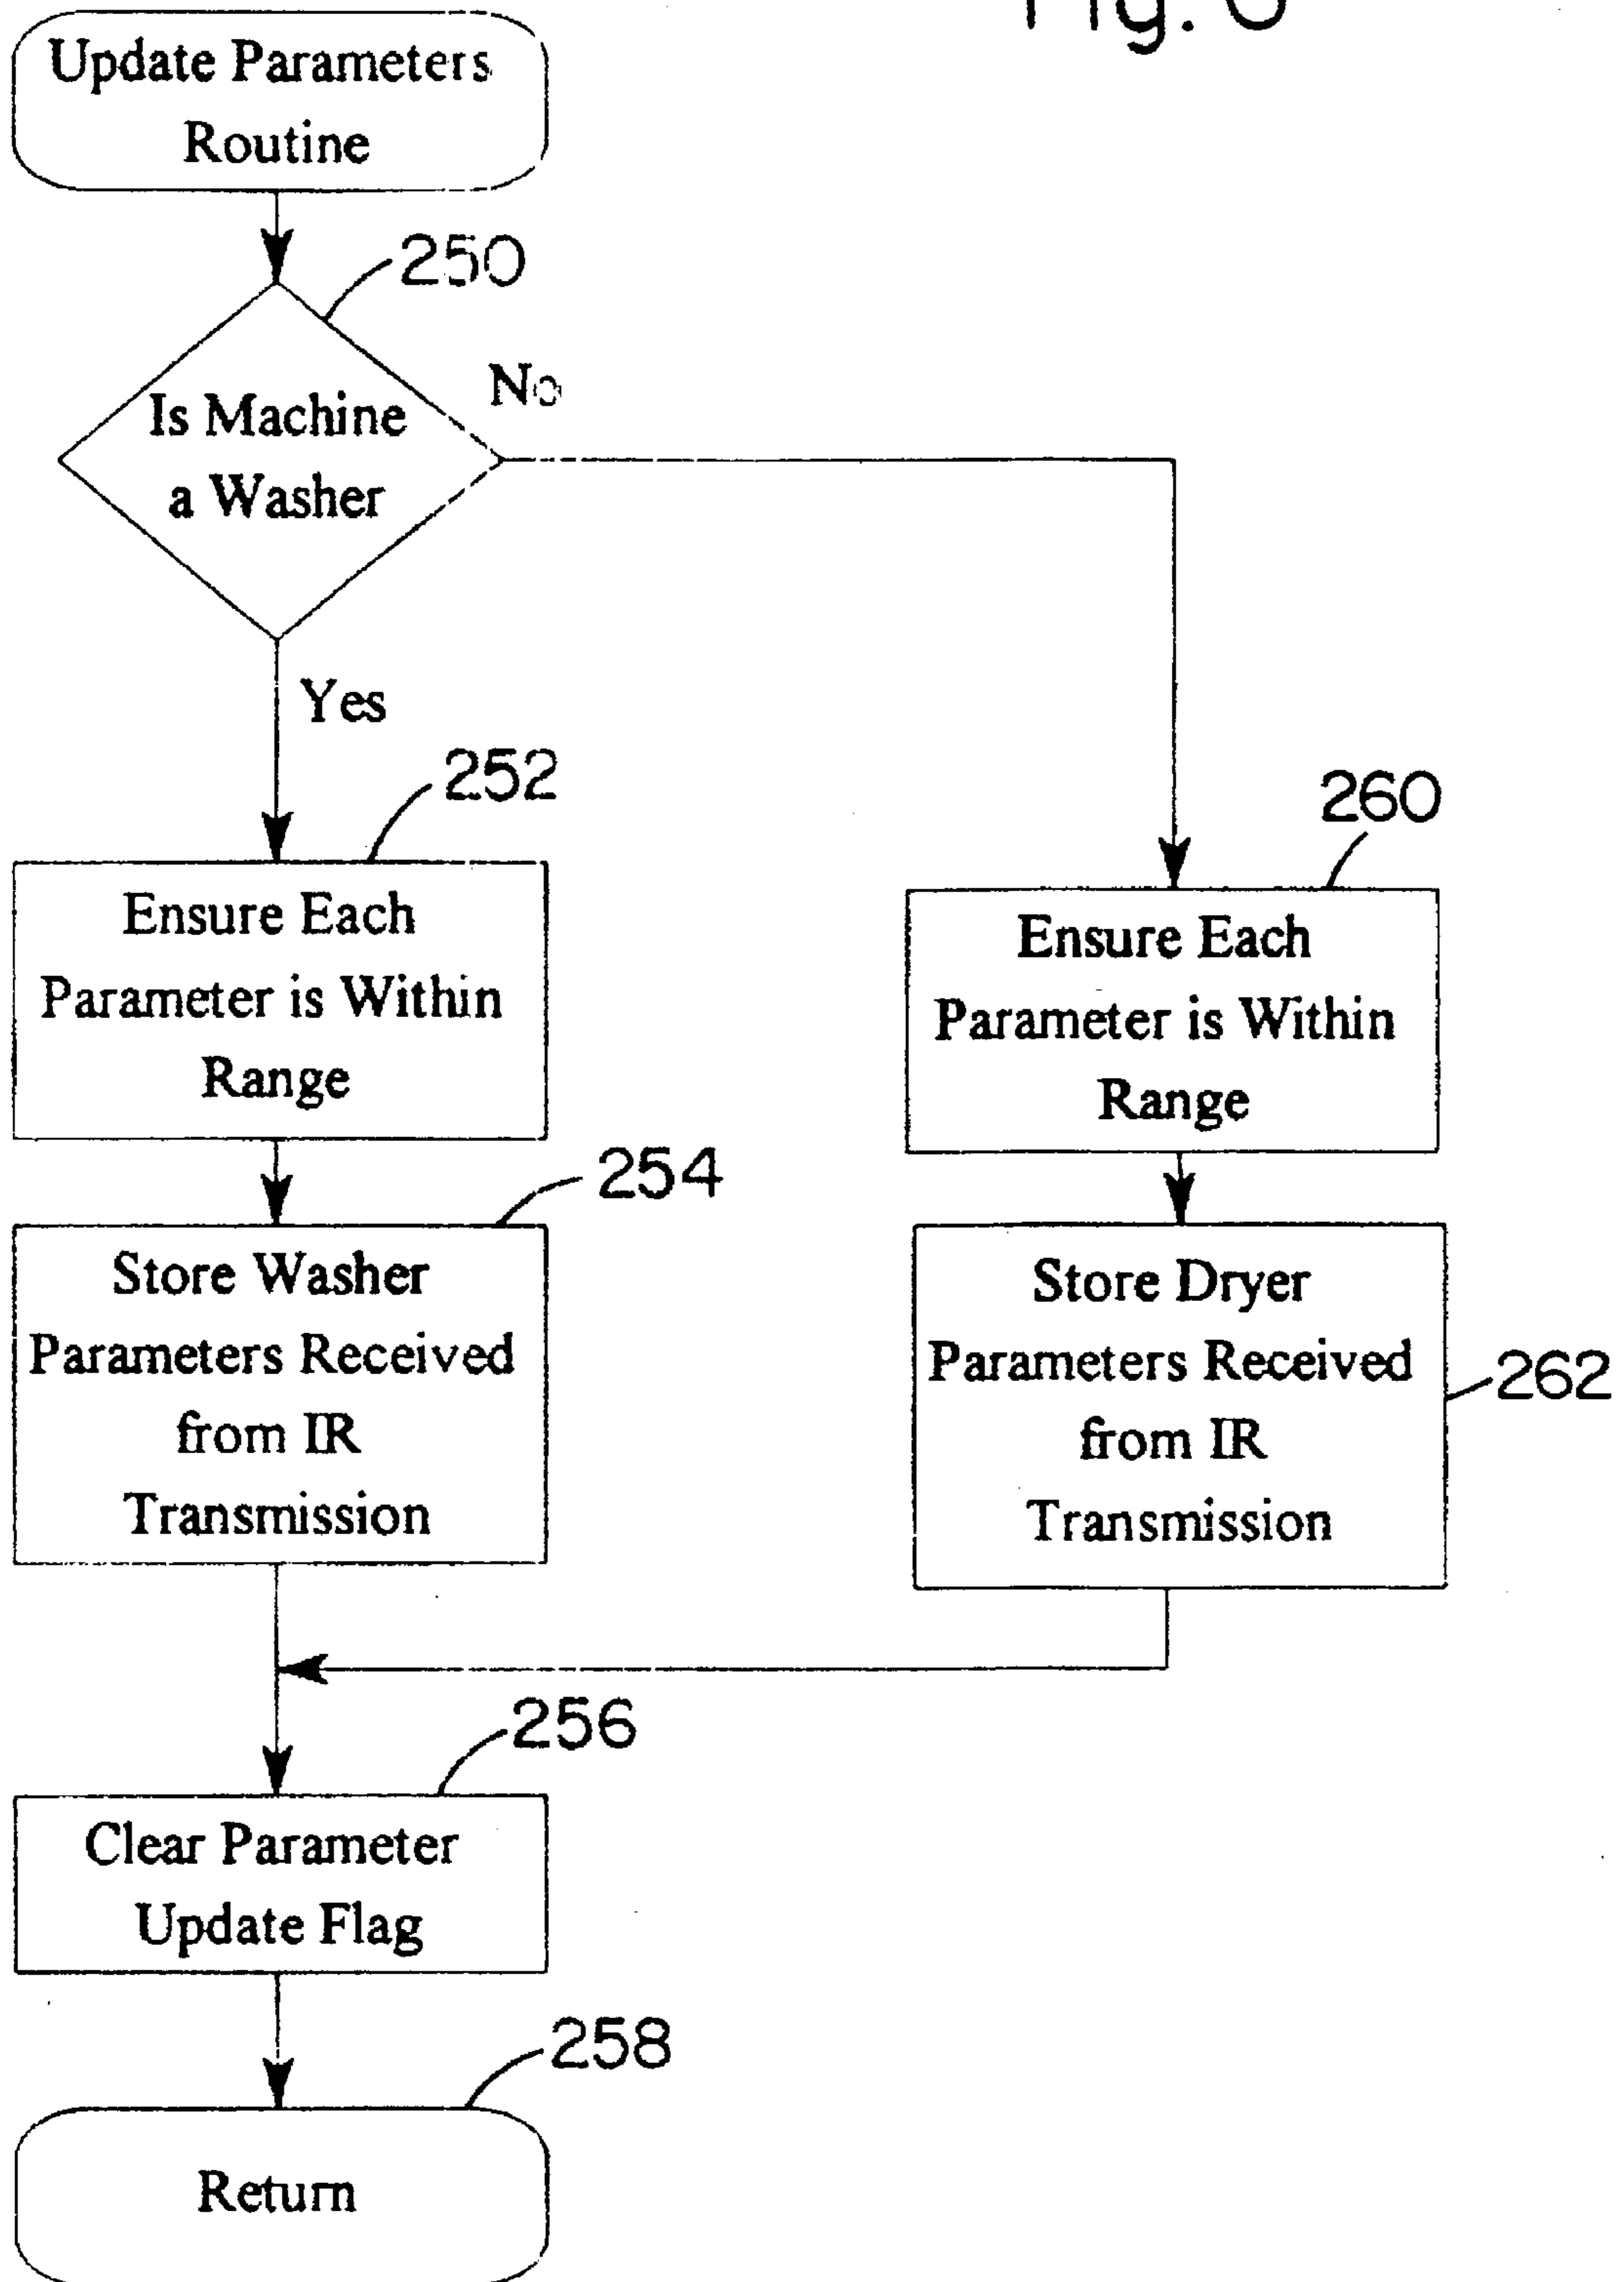 Fig.
Update Parameters
Routine
250
Is Machine
a Washer
No
Yes
252
Ensure Each
Parameter is Within
Range
260
Ensure Each
Parameter is Within
Range
254
Store Washer
Parameters Received
from IR
Transmission
Store Dryer
Parameters Received
from IR
Transmission
262
256
Clear Parameter
Update Flag
258
Return